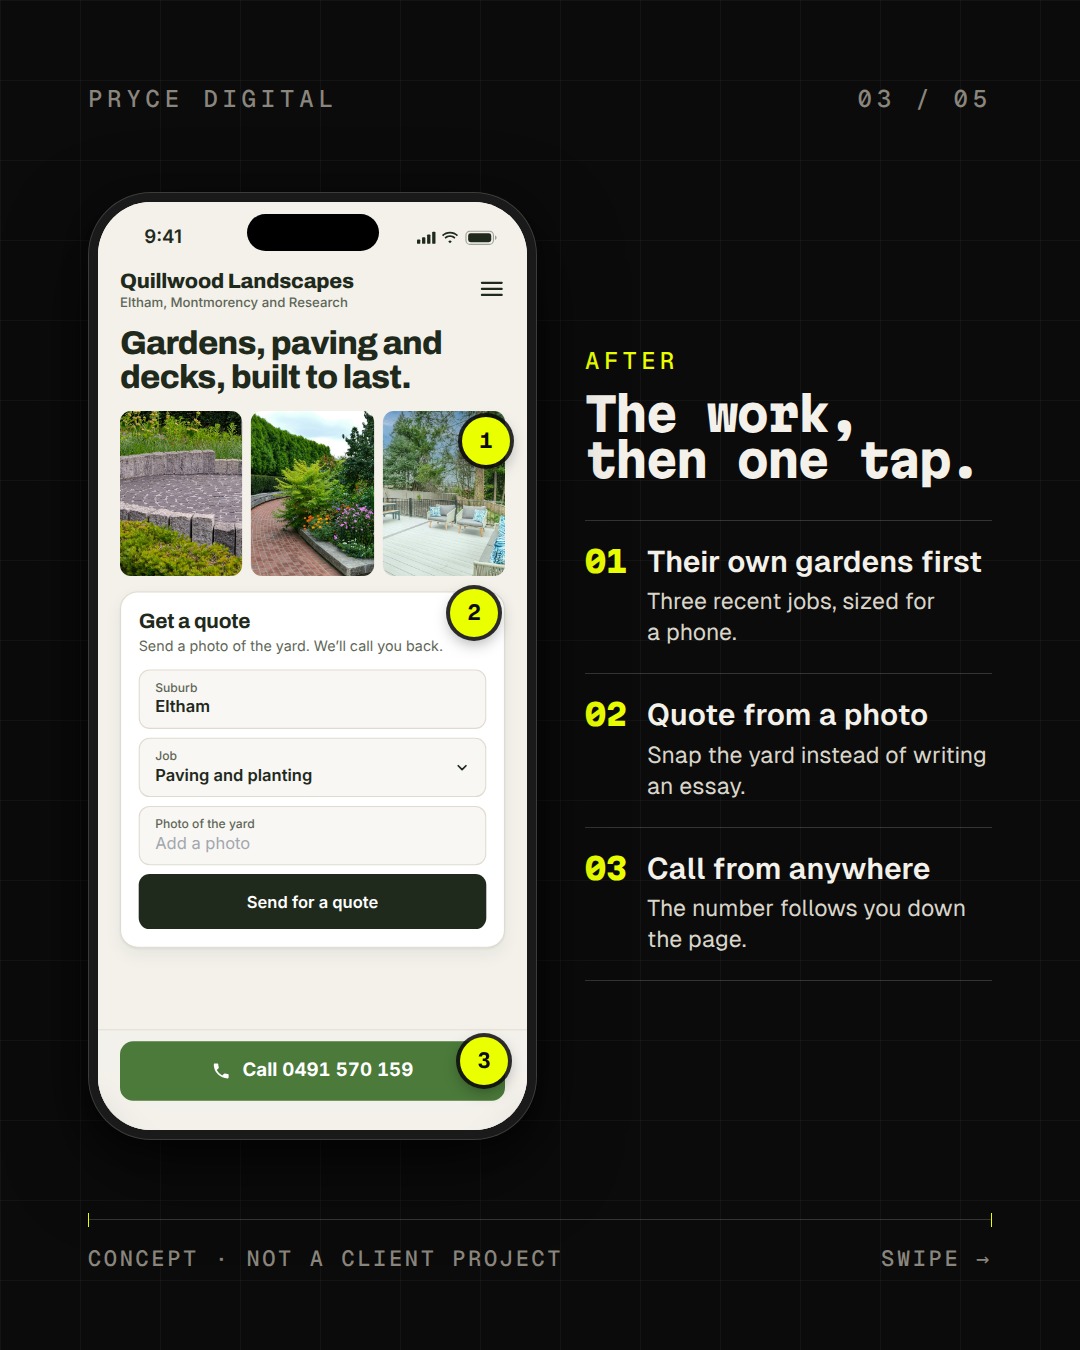 PRYCE DIGITAL
03 / 05
9:41
Quillwood Landscapes
Eltham, Montmorency and Research
Gardens, paving and
decks, built to last.
1
2
Get a quote
Send a photo of the yard. We'll call you back.
Suburb
Eltham
Job
Paving and planting
Photo of the yard
Add a photo
Send for a quote
Call 0491 570 159
3
AFTER
The work,
then one tap.
01 Their own gardens first
Three recent jobs, sized for
a phone.
02 Quote from a photo
Snap the yard instead of writing
an essay.
03 Call from anywhere
The number follows you down
the page.
CONCEPT · NOT A CLIENT PROJECT
SWIPE →